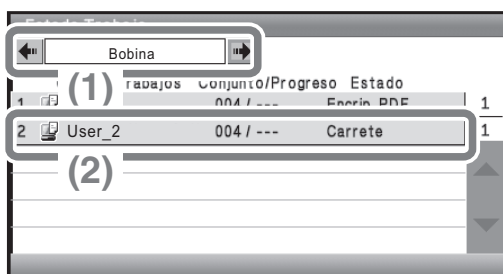 Estado Trabajo
Bobina
(1)
rabajos Conjunto/Progreso Estado
1 004 / --- Encrip PDF 1
2 User_2 004 / --- Carrete 1
(2)